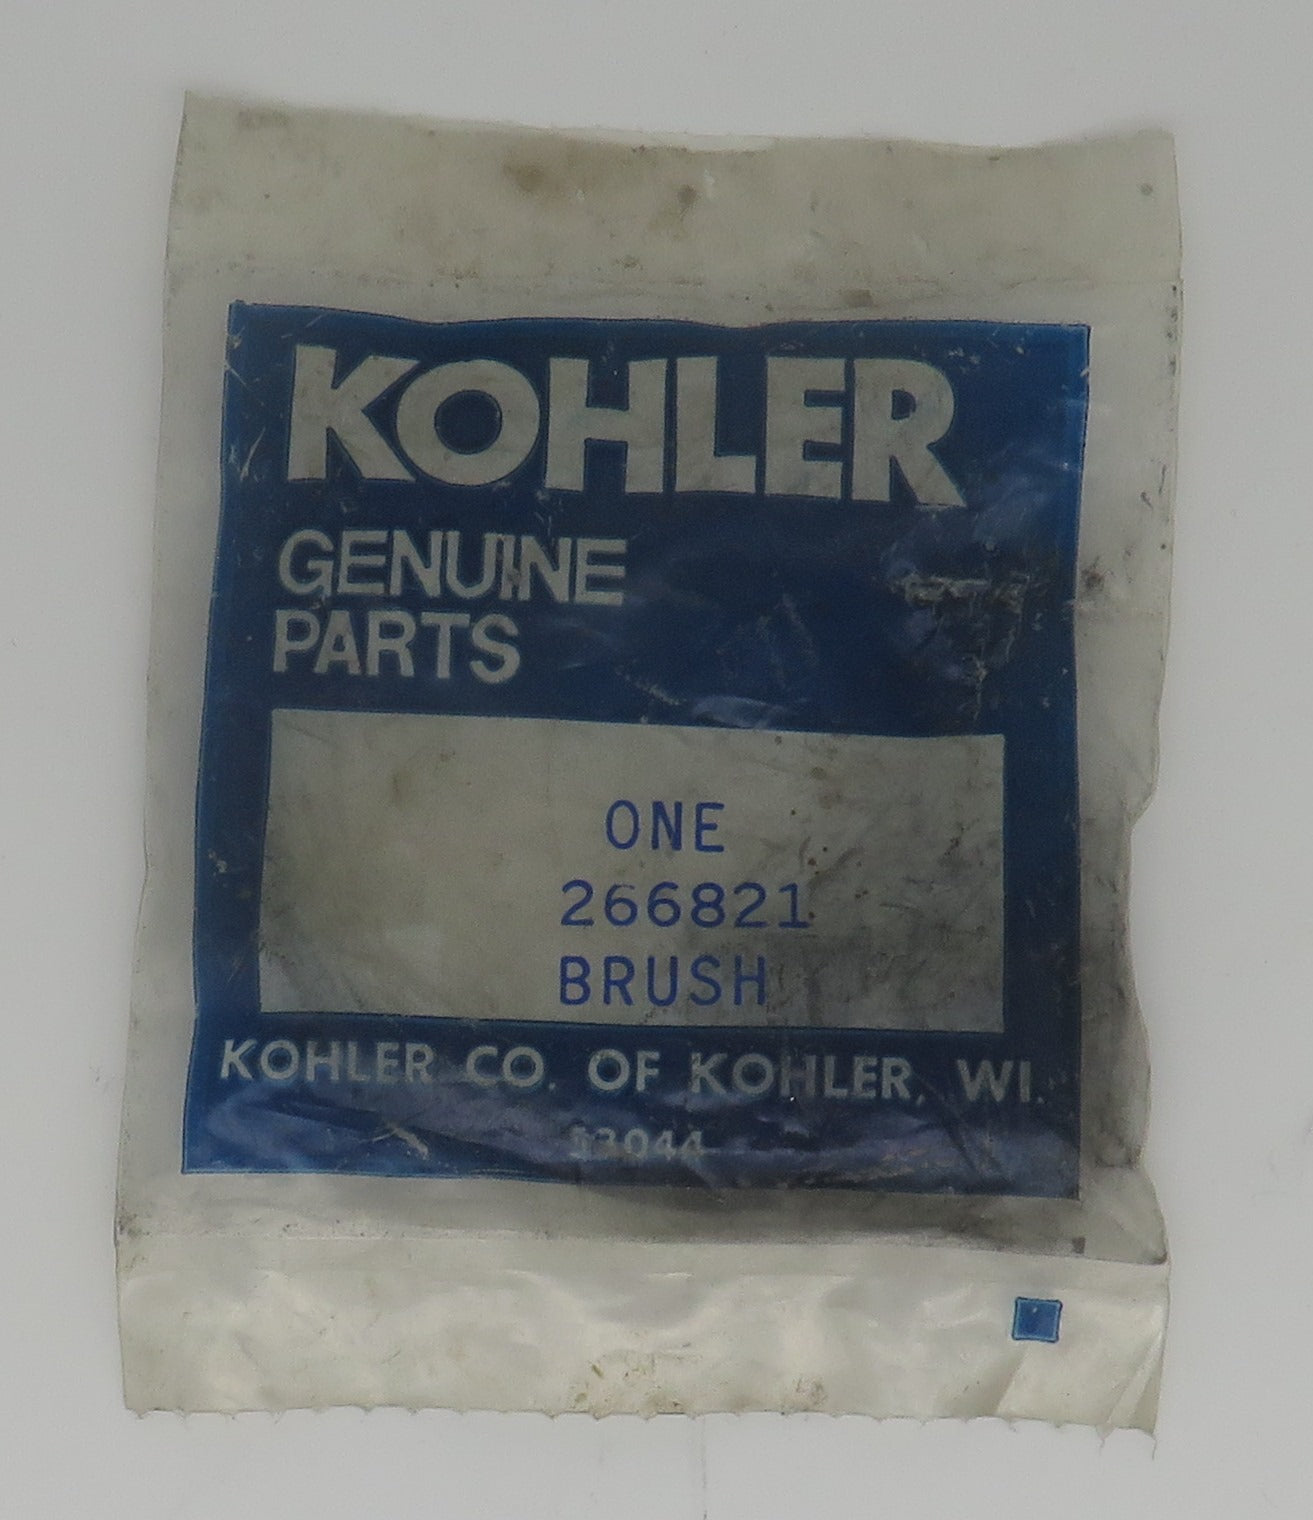 KOHLER
GENUINE
PARTS
ONE
266821
BRUSH
KOHLER CO. OF KOHLER, WI.
53044